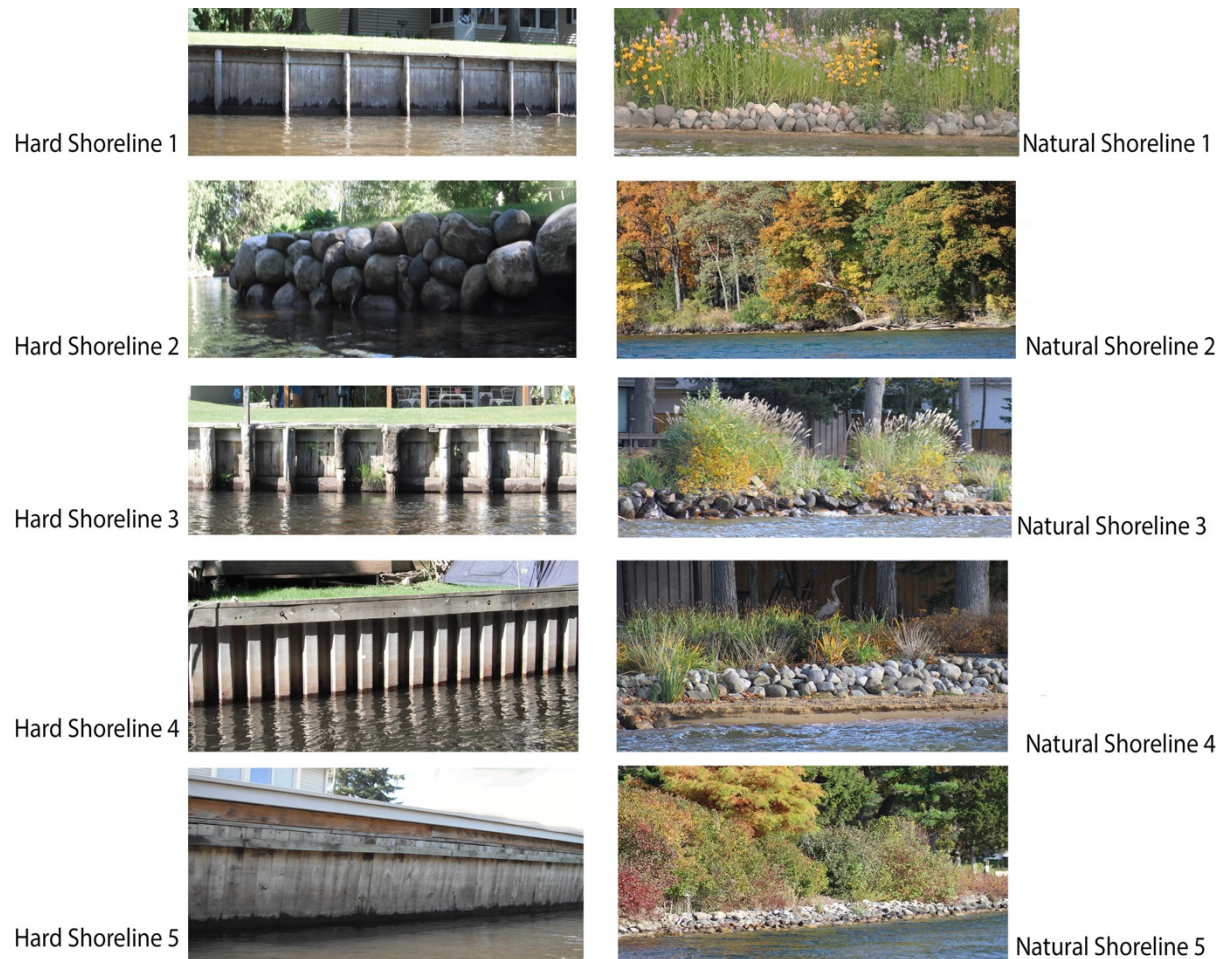 Hard Shoreline 1
Natural Shoreline 1
Hard Shoreline 2
Natural Shoreline 2
Hard Shoreline 3
Natural Shoreline 3
Hard Shoreline 4
Natural Shoreline 4
Hard Shoreline 5
Natural Shoreline 5